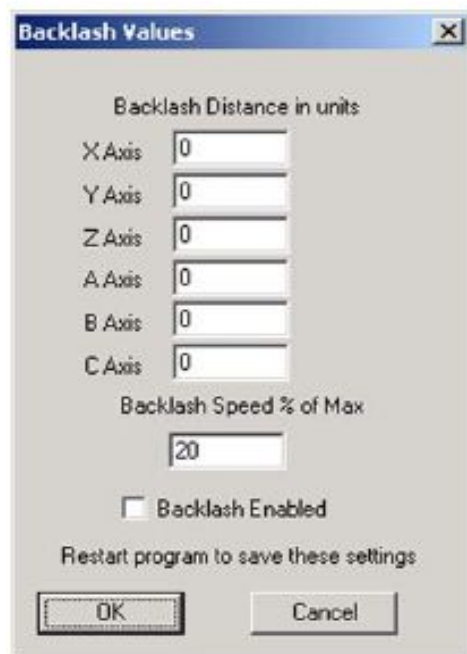 Backlash Values
Backlash Distance in units
X Axis 0
Y Axis 0
Z Axis 0
A Axis 0
B Axis 0
C Axis 0
Backlash Speed % of Max
20
Backlash Enabled
Restart program to save these settings
OK Cancel